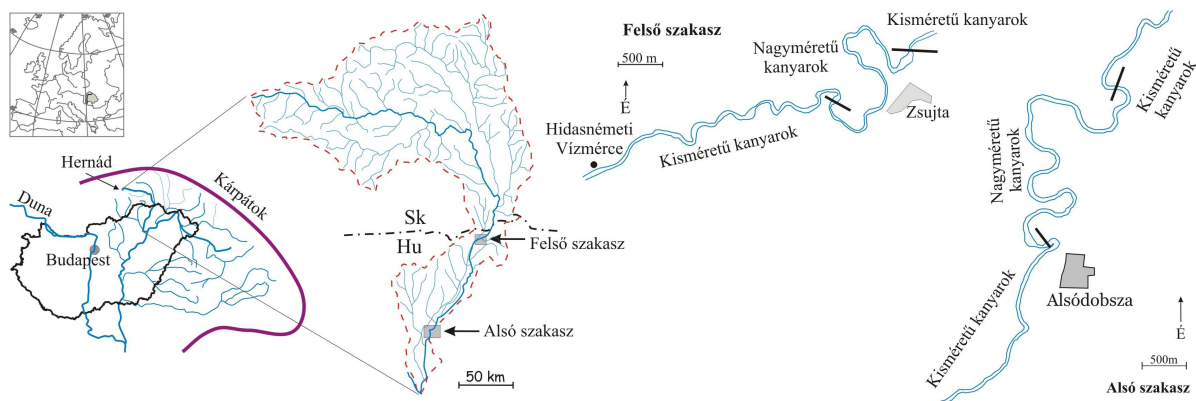 Hernád
Duna
Budapest
Kárpátok
Sk
Hu
Felső szakasz
Alsó szakasz
50 km
Felső szakasz
500 m
É
Hidasnémeti
Vízmérce
Kisméretű kanyarok
Nagyméretű
kanyarok
Kisméretű kanyarok
Zsujta
Kisméretű
kanyarok
Nagyméretű
kanyarok
Kisméretű kanyarok
Alsódobsza
É
500m
Alsó szakasz